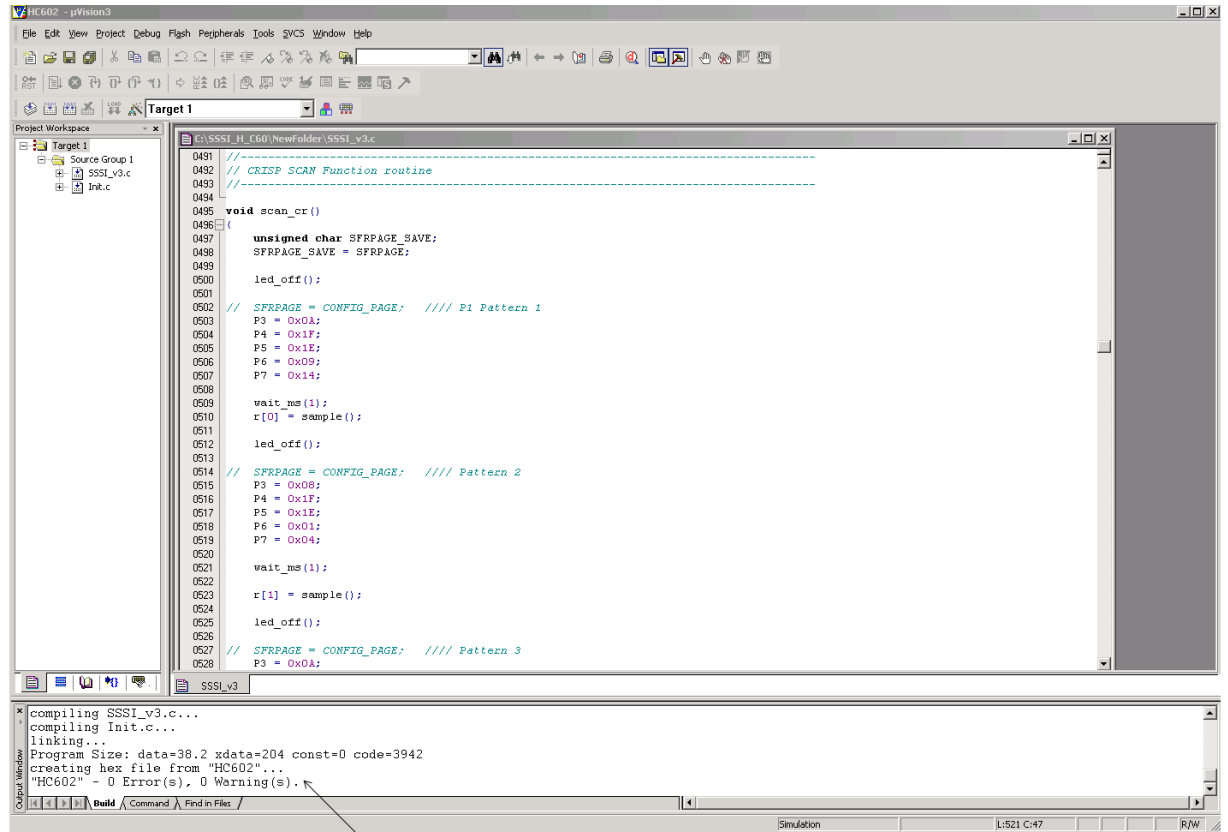 HC602 - µVision3
File Edit View Project Debug Flash Peripherals Tools SVCS Window Help
Target 1
Project Workspace
Target 1
Source Group 1
SSSI_v3.c
Init.c
C:\SSSI_H_C60\NewFolder\SSSI_v3.c
0491 //-----------------------------------------------------------------------------------
0492 // CRISP SCAN Function routine
0493 //-----------------------------------------------------------------------------------
0494
0495 void scan_cr()
0496 {
0497 unsigned char SFRPAGE_SAVE;
0498 SFRPAGE_SAVE = SFRPAGE;
0499
0500 led_off();
0501
0502 // SFRPAGE = CONFIG_PAGE; //// P1 Pattern 1
0503 P3 = 0x0A;
0504 P4 = 0x1F;
0505 P5 = 0x1E;
0506 P6 = 0x09;
0507 P7 = 0x14;
0508
0509 wait_ms(1);
0510 r[0] = sample();
0511
0512 led_off();
0513
0514 // SFRPAGE = CONFIG_PAGE; //// Pattern 2
0515 P3 = 0x08;
0516 P4 = 0x1F;
0517 P5 = 0x1E;
0518 P6 = 0x01;
0519 P7 = 0x04;
0520
0521 wait_ms(1);
0522
0523 r[1] = sample();
0524
0525 led_off();
0526
0527 // SFRPAGE = CONFIG_PAGE; //// Pattern 3
0528 P3 = 0x0A;
SSSI_v3
compiling SSSI_v3.c...
compiling Init.c...
linking...
Program Size: data=38.2 xdata=204 const=0 code=3942
creating hex file from "HC602"...
"HC602" - 0 Error(s), 0 Warning(s).
Output Window
Build Command Find in Files
Simulation L:521 C:47 R/W